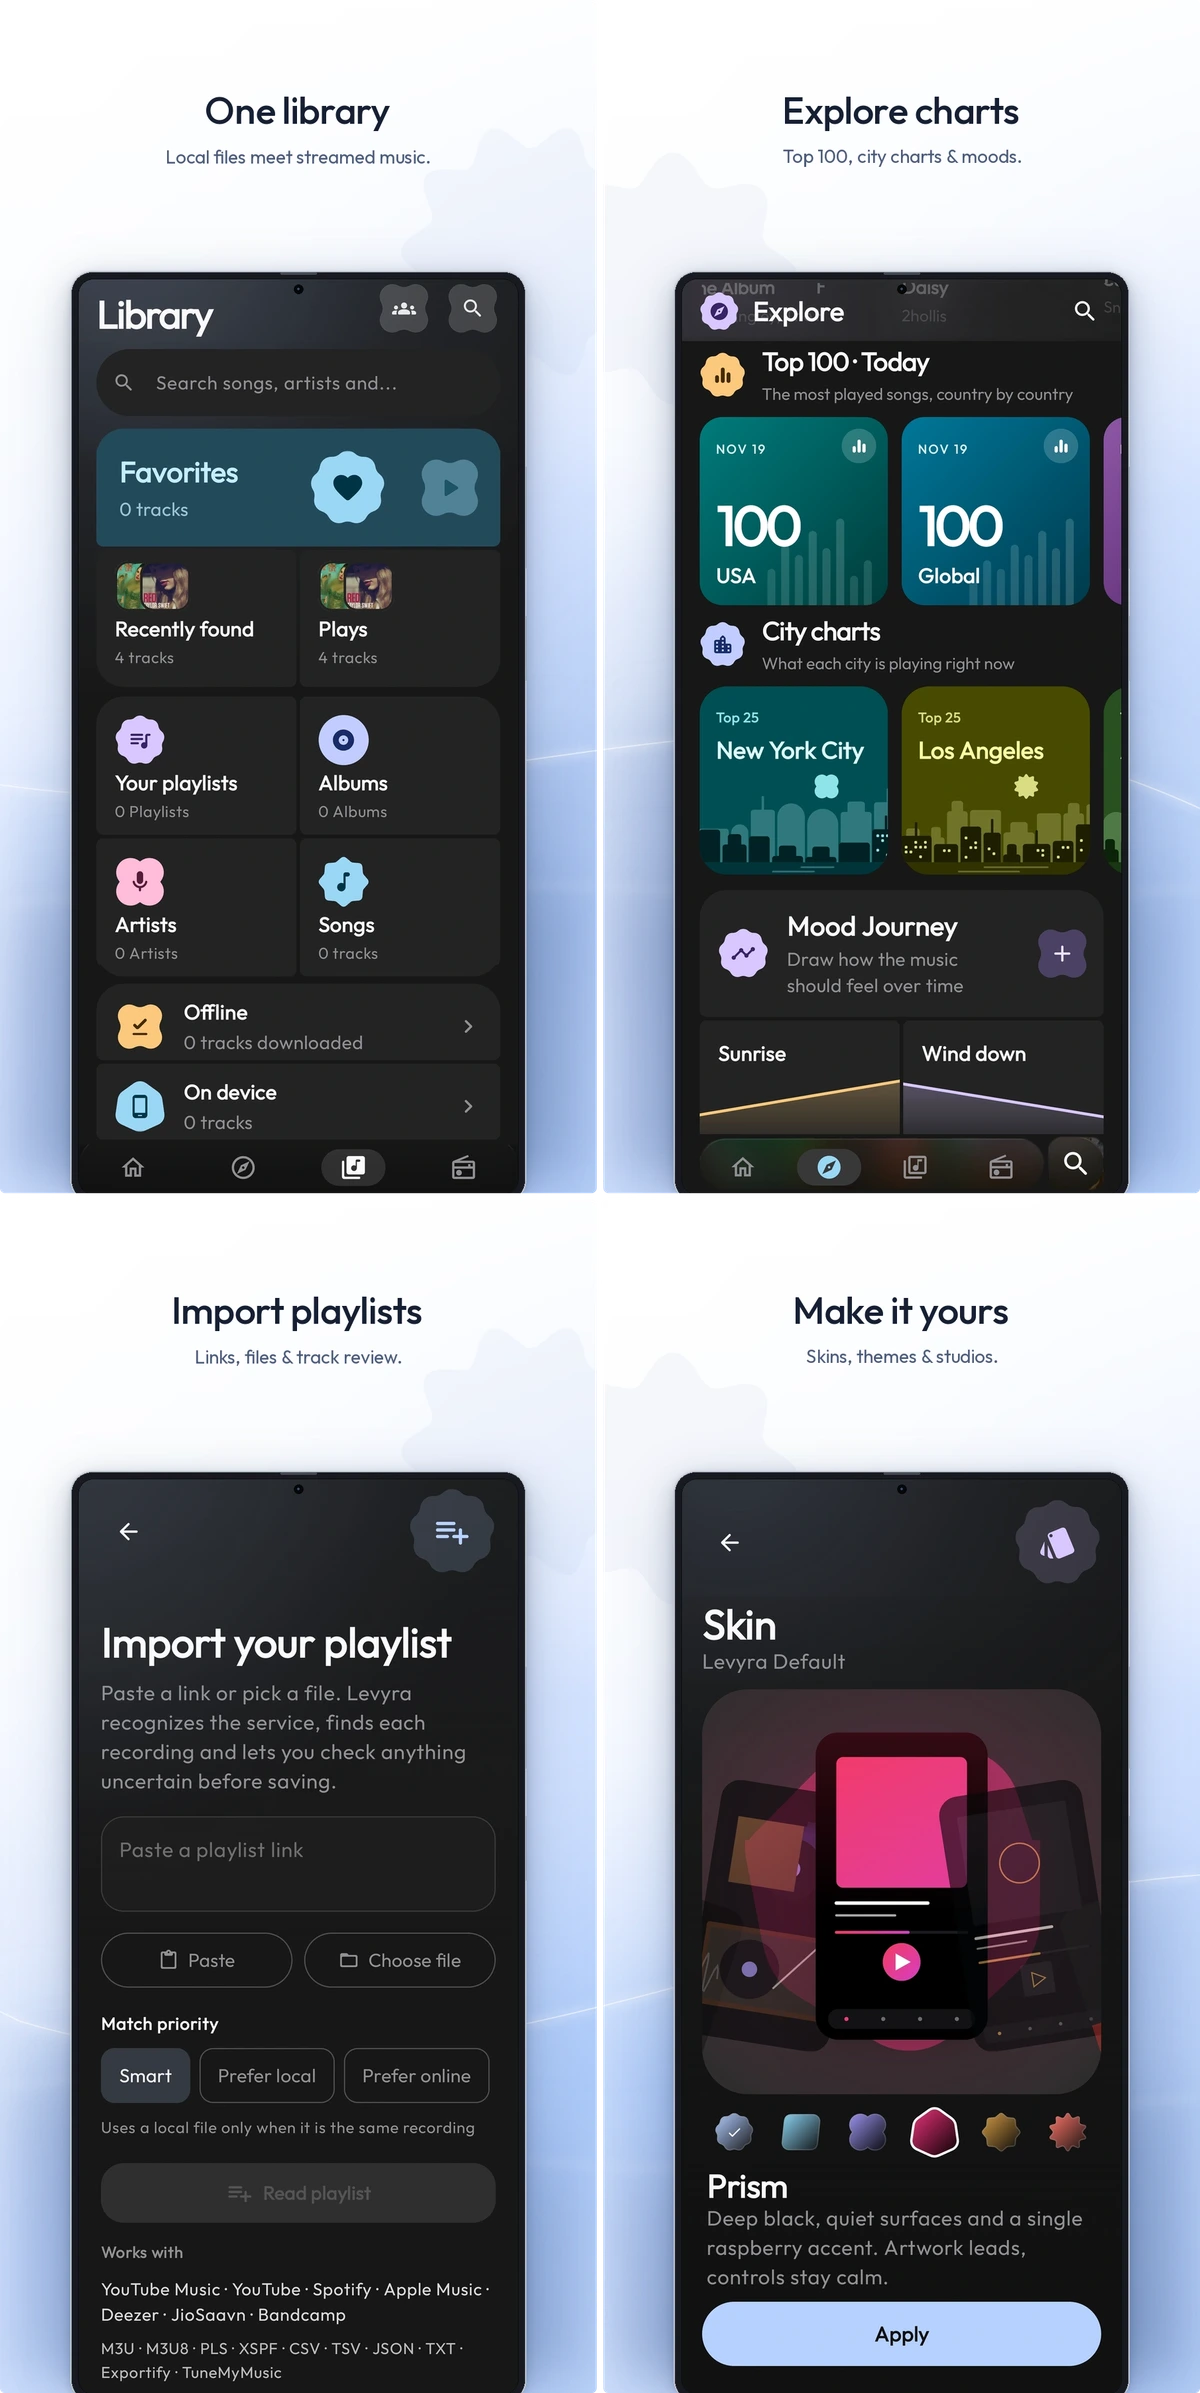 One library
Local files meet streamed music.
Library
Search songs, artists and...
Favorites
0 tracks
Recently found
4 tracks
Plays
4 tracks
Your playlists
0 Playlists
Albums
0 Albums
Artists
0 Artists
Songs
0 tracks
Offline
0 tracks downloaded
On device
0 tracks
Explore charts
Top 100, city charts & moods.
Album
Daisy
2hollis
Explore
Top 100 · Today
The most played songs, country by country
NOV 19
100
USA
NOV 19
100
Global
City charts
What each city is playing right now
Top 25
New York City
Top 25
Los Angeles
Mood Journey
Draw how the music
should feel over time
Sunrise
Wind down
Import playlists
Links, files & track review.
Import your playlist
Paste a link or pick a file. Levyra
recognizes the service, finds each
recording and lets you check anything
uncertain before saving.
Paste a playlist link
Paste
Choose file
Match priority
Smart
Prefer local
Prefer online
Uses a local file only when it is the same recording
Read playlist
Works with
YouTube Music · YouTube · Spotify · Apple Music ·
Deezer · JioSaavn · Bandcamp
M3U · M3U8 · PLS · XSPF · CSV · TSV · JSON · TXT ·
Exportify · TuneMyMusic
Make it yours
Skins, themes & studios.
Skin
Levyra Default
Prism
Deep black, quiet surfaces and a single
raspberry accent. Artwork leads,
controls stay calm.
Apply